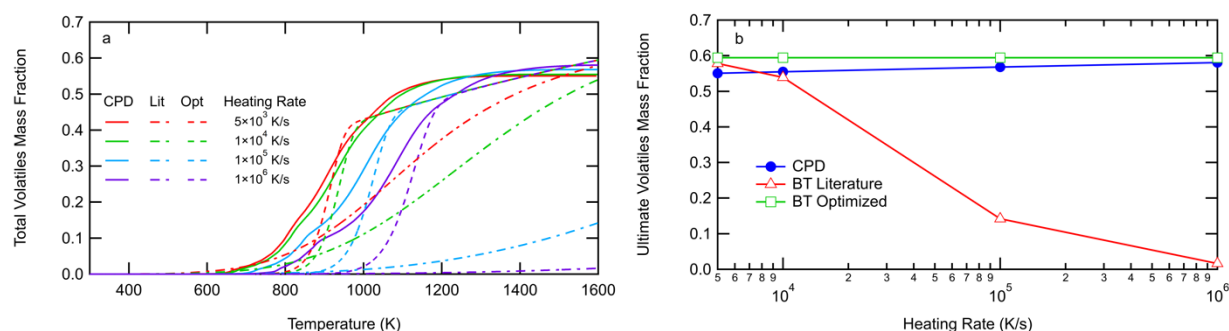 a
Total Volatiles Mass Fraction
0.7
0.6
0.5
0.4
0.3
0.2
0.1
0.0
CPD Lit Opt Heating Rate
5×10³ K/s
1×10⁴ K/s
1×10⁵ K/s
1×10⁶ K/s
400 600 800 1000 1200 1400 1600
Temperature (K)
b
Ultimate Volatiles Mass Fraction
0.7
0.6
0.5
0.4
0.3
0.2
0.1
0.0
CPD
BT Literature
BT Optimized
5 6 7 8 9 10⁴ 2 3 4 5 6 7 8 9 10⁵ 2 3 4 5 6 7 8 9 10⁶
Heating Rate (K/s)